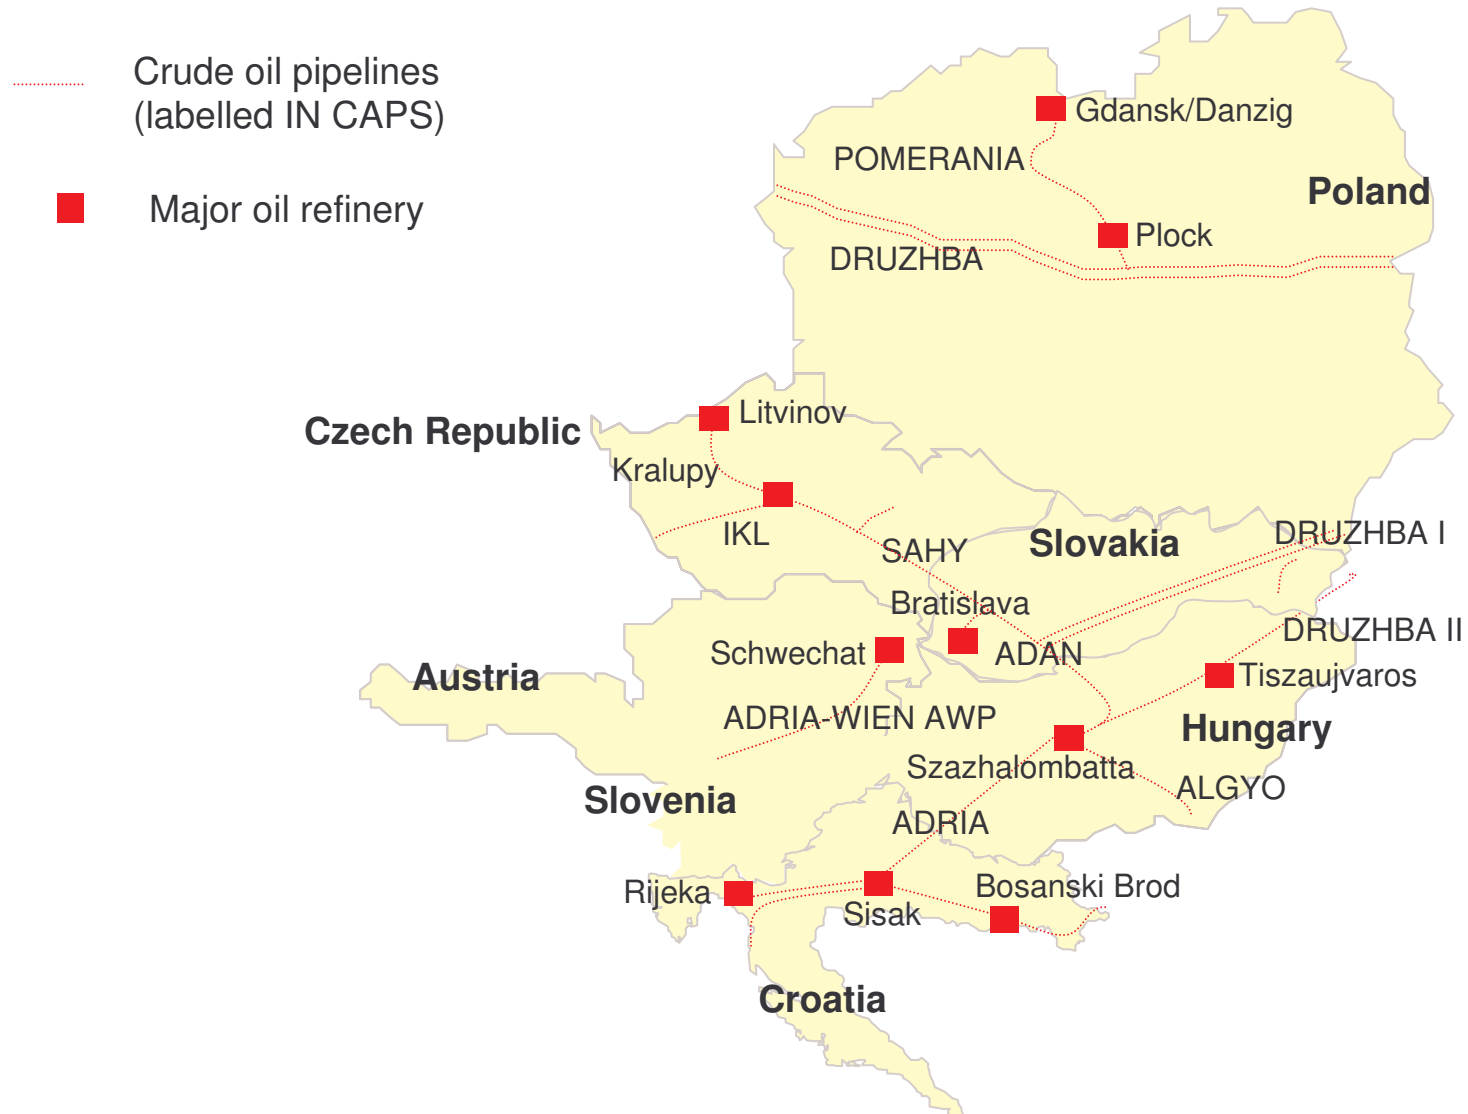 Crude oil pipelines
(labelled IN CAPS)
Major oil refinery
Gdansk/Danzig
POMERANIA
Poland
Plock
DRUZHBA
Litvinov
Czech Republic
Kralupy
IKL
SAHY
Slovakia
DRUZHBA I
Bratislava
DRUZHBA II
Schwechat
ADAN
Austria
Tiszaujvaros
ADRIA-WIEN AWP
Hungary
Szazhalombatta
ALGYO
Slovenia
ADRIA
Rijeka
Bosanski Brod
Sisak
Croatia